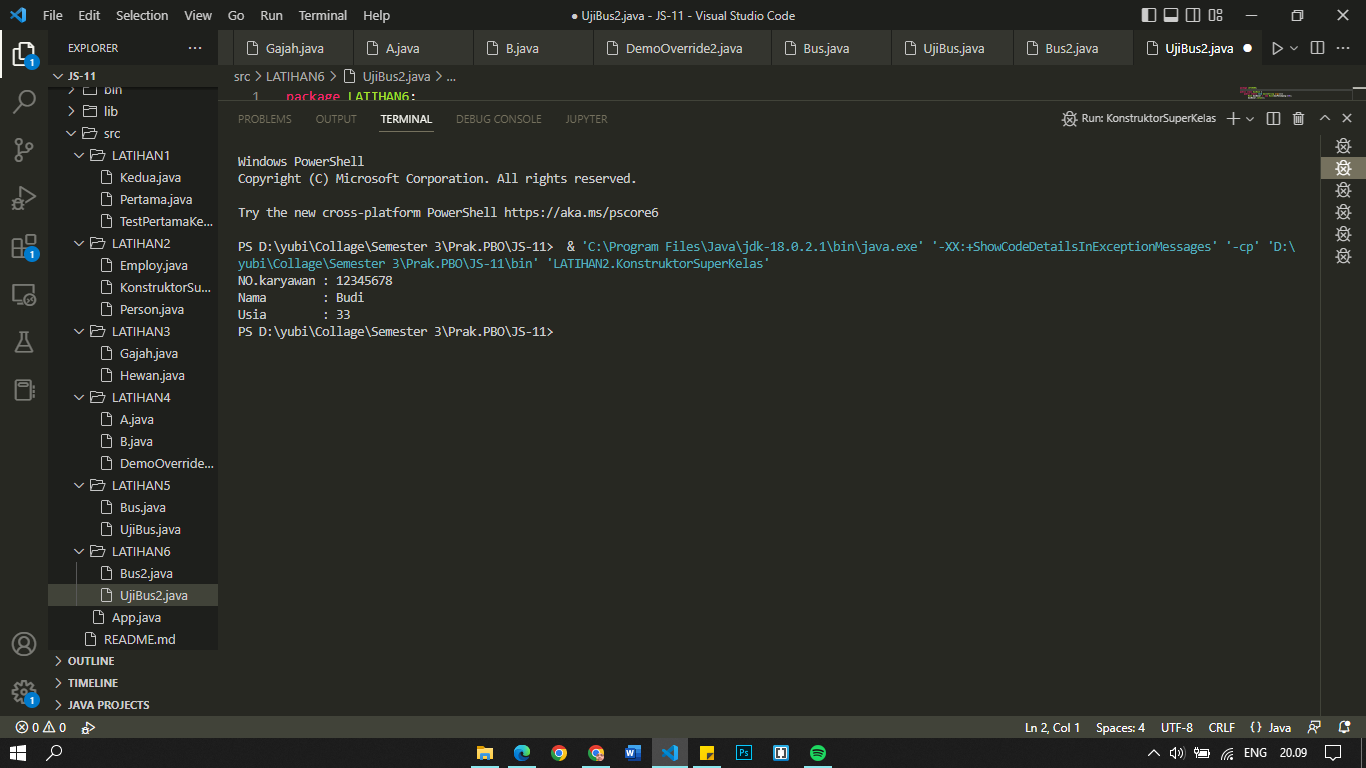 File Edit Selection View Go Run Terminal Help
● UjiBus2.java - JS-11 - Visual Studio Code
EXPLORER
Gajah.java A.java B.java DemoOverride2.java Bus.java UjiBus.java Bus2.java UjiBus2.java
JS-11
bin
lib
src
LATIHAN1
Kedua.java
Pertama.java
TestPertamaKe...
LATIHAN2
Employ.java
KonstruktorSu...
Person.java
LATIHAN3
Gajah.java
Hewan.java
LATIHAN4
A.java
B.java
DemoOverride...
LATIHAN5
Bus.java
UjiBus.java
LATIHAN6
Bus2.java
UjiBus2.java
App.java
README.md
OUTLINE
TIMELINE
JAVA PROJECTS
src > LATIHAN6 > UjiBus2.java > ...
1 package LATIHAN6;
PROBLEMS OUTPUT TERMINAL DEBUG CONSOLE JUPYTER
Run: KonstruktorSuperKelas
Windows PowerShell
Copyright (C) Microsoft Corporation. All rights reserved.
Try the new cross-platform PowerShell https://aka.ms/pscore6
PS D:\yubi\Collage\Semester 3\Prak.PBO\JS-11>  & 'C:\Program Files\Java\jdk-18.0.2.1\bin\java.exe' '-XX:+ShowCodeDetailsInExceptionMessages' '-cp' 'D:\
yubi\Collage\Semester 3\Prak.PBO\JS-11\bin' 'LATIHAN2.KonstruktorSuperKelas'
NO.karyawan : 12345678
Nama        : Budi
Usia        : 33
PS D:\yubi\Collage\Semester 3\Prak.PBO\JS-11>
1
1
1
0 0
Ln 2, Col 1 Spaces: 4 UTF-8 CRLF {} Java
ENG 20.09